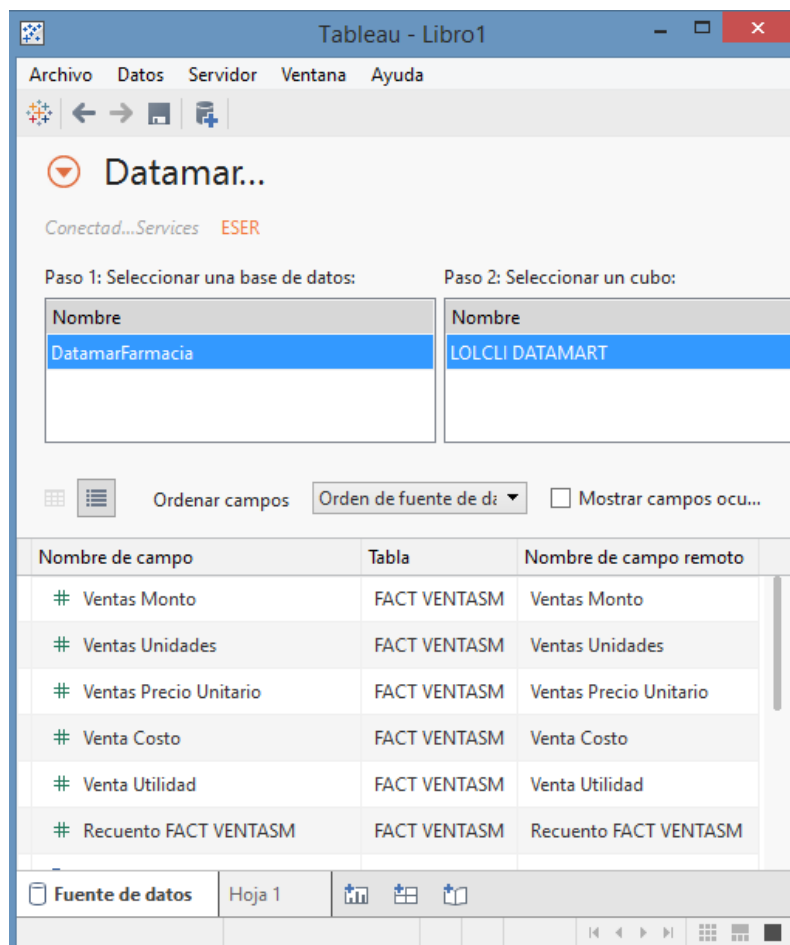 Tableau - Libro1
Archivo Datos Servidor Ventana Ayuda
Datamar...
Conectad...Services ESER
Paso 1: Seleccionar una base de datos: Paso 2: Seleccionar un cubo:
Nombre Nombre
DatamarFarmacia LOLCLI DATAMART
Ordenar campos Orden de fuente de da Mostrar campos ocu...
Nombre de campo Tabla Nombre de campo remoto
# Ventas Monto FACT VENTASM Ventas Monto
# Ventas Unidades FACT VENTASM Ventas Unidades
# Ventas Precio Unitario FACT VENTASM Ventas Precio Unitario
# Venta Costo FACT VENTASM Venta Costo
# Venta Utilidad FACT VENTASM Venta Utilidad
# Recuento FACT VENTASM FACT VENTASM Recuento FACT VENTASM
Fuente de datos Hoja 1